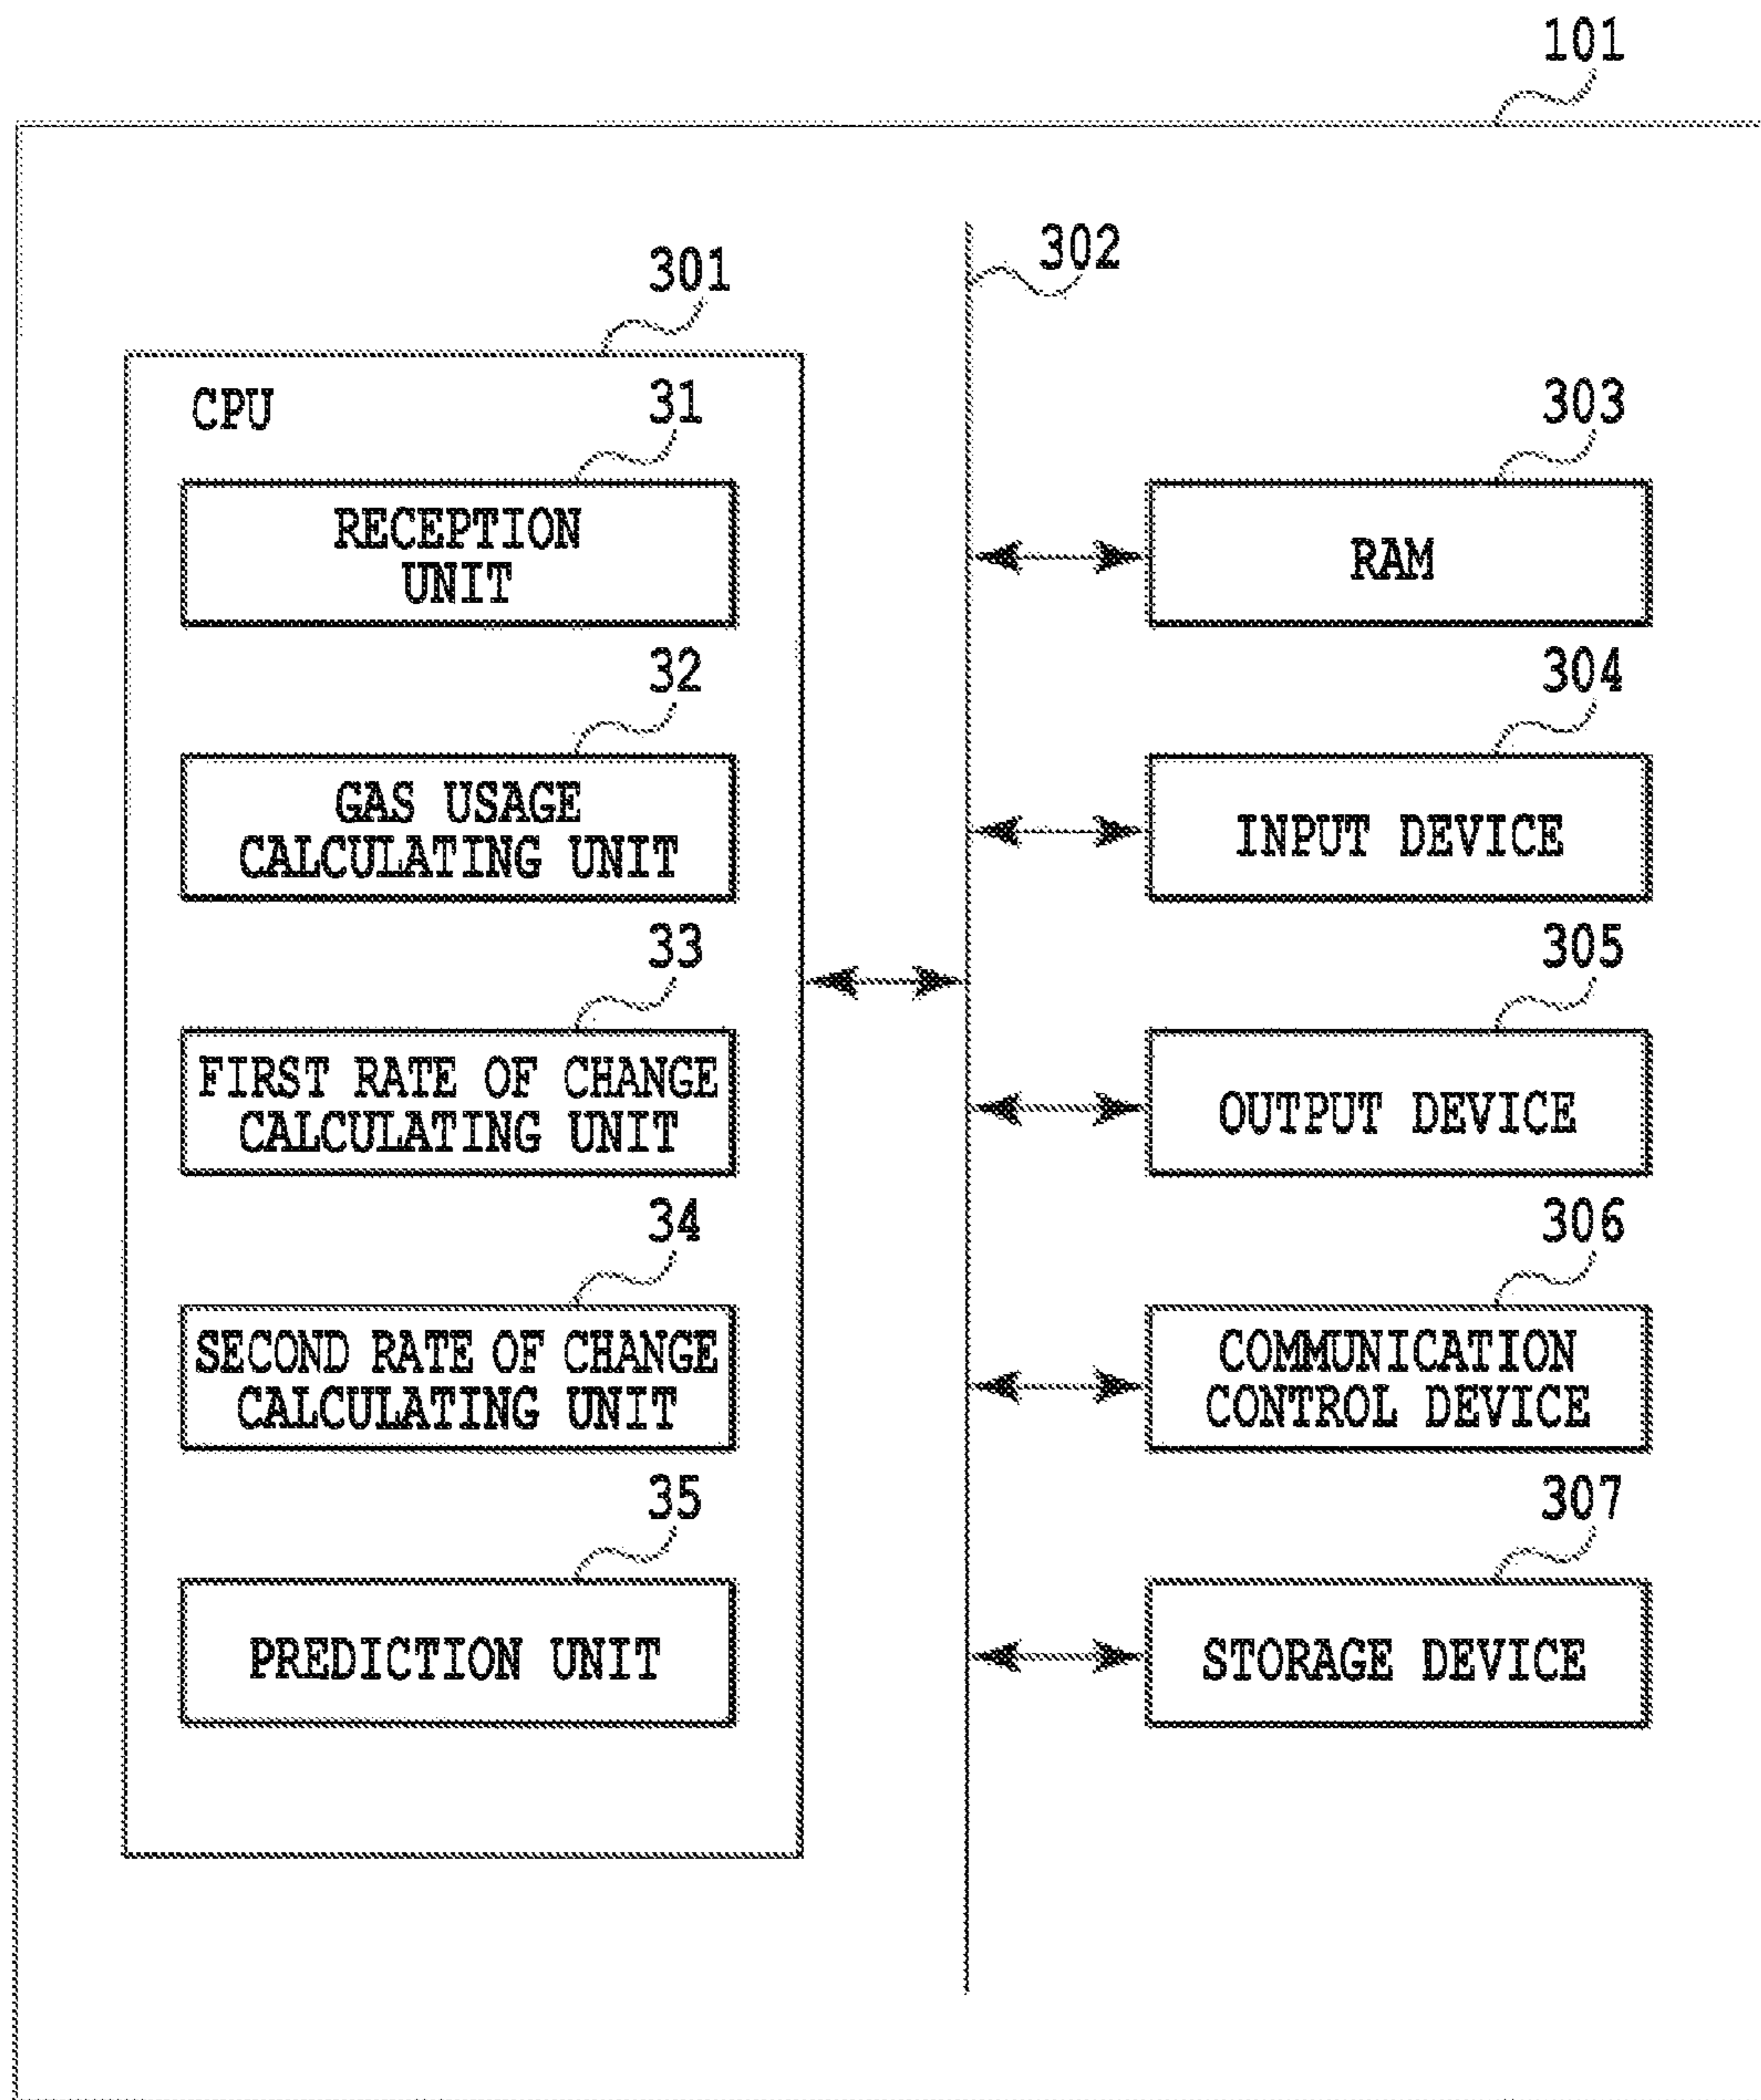 101
302
301
CPU
31
RECEPTION
UNIT
32
GAS USAGE
CALCULATING UNIT
33
FIRST RATE OF CHANGE
CALCULATING UNIT
34
SECOND RATE OF CHANGE
CALCULATING UNIT
35
PREDICTION UNIT
303
RAM
304
INPUT DEVICE
305
OUTPUT DEVICE
306
COMMUNICATION
CONTROL DEVICE
307
STORAGE DEVICE